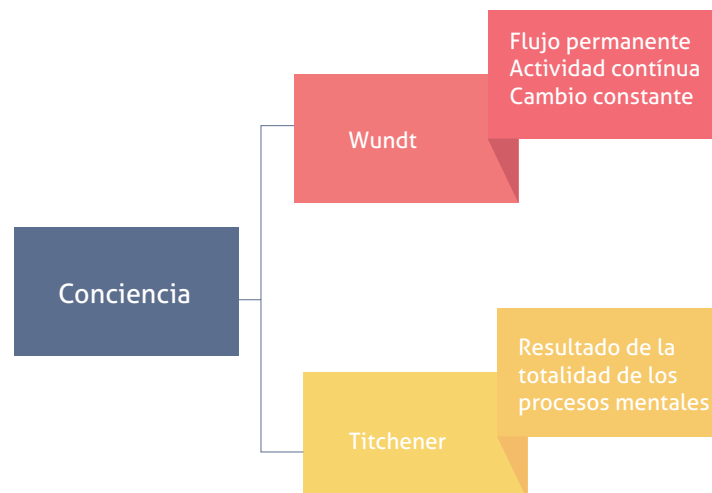 Flujo permanente
Actividad contínua
Cambio constante
Wundt
Conciencia
Resultado de la
totalidad de los
procesos mentales
Titchener